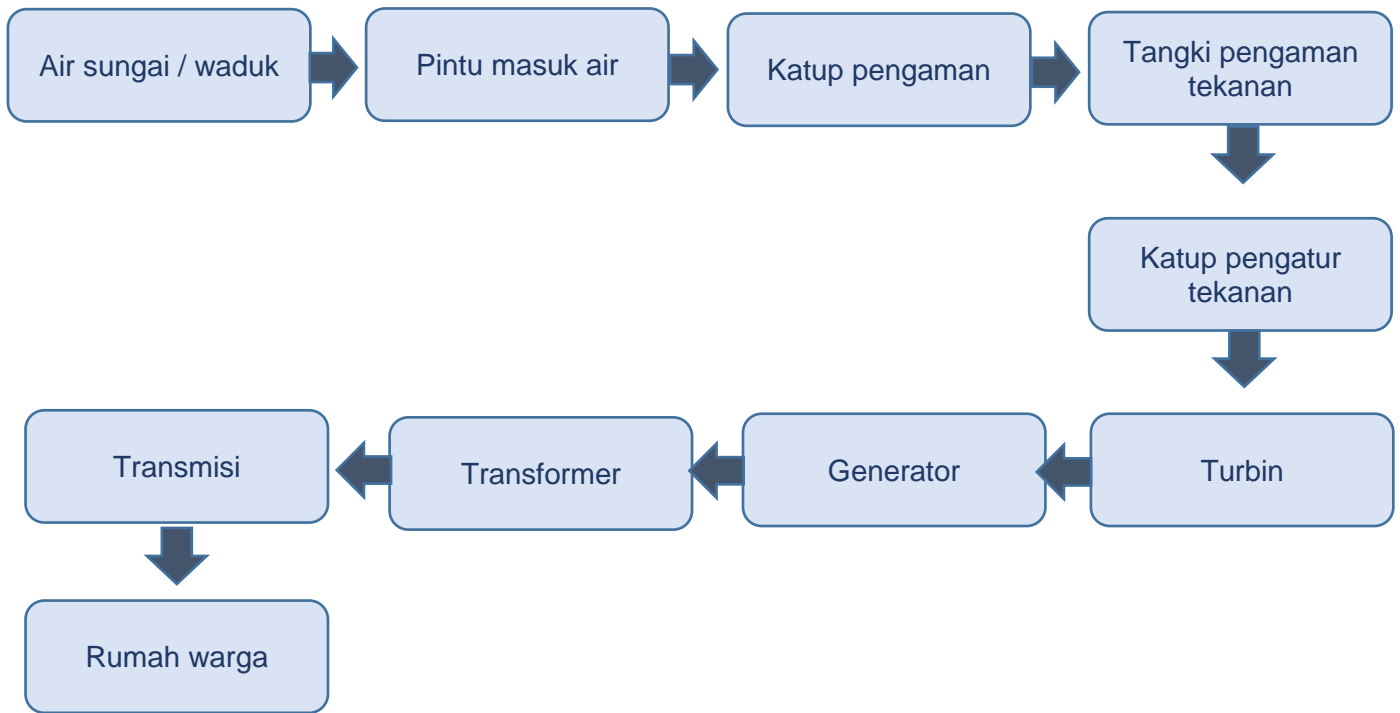 Air sungai / waduk
Pintu masuk air
Katup pengaman
Tangki pengaman
tekanan
Katup pengatur
tekanan
Turbin
Generator
Transformer
Transmisi
Rumah warga